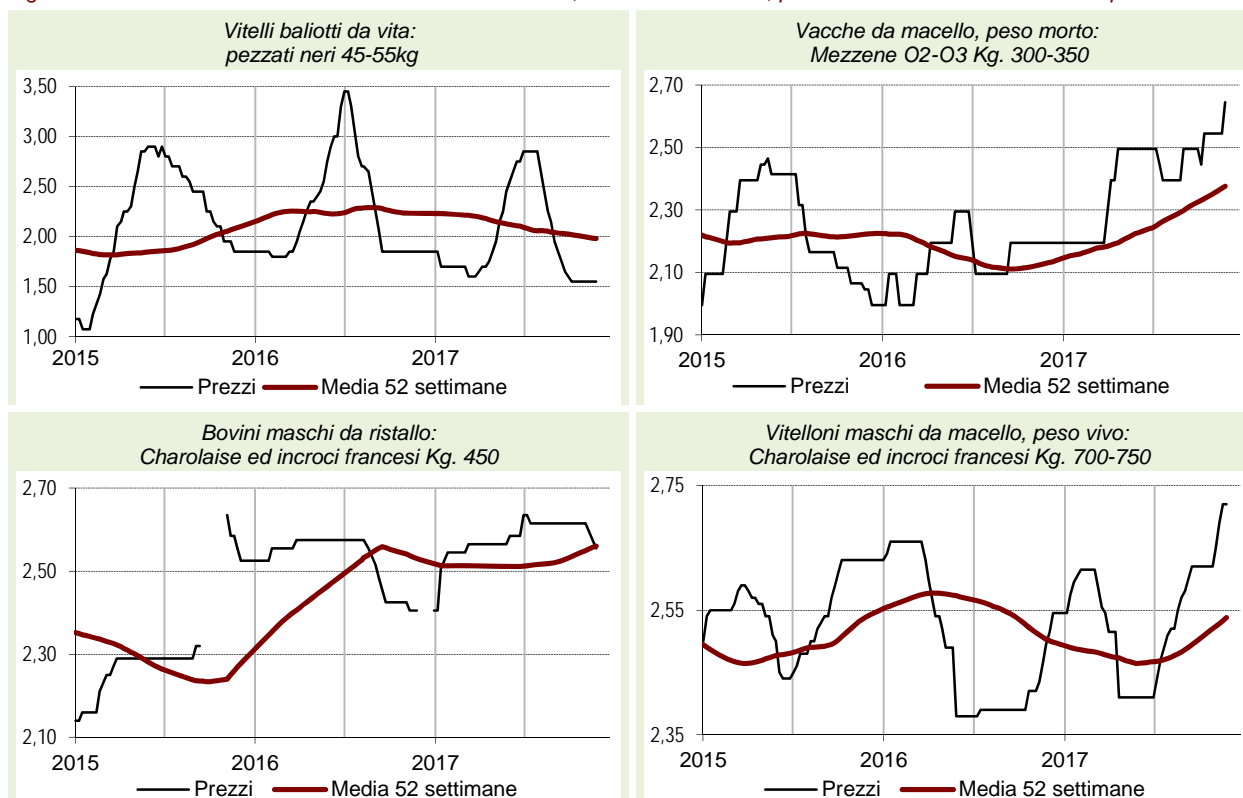 Vitelli baliotti da vita:
pezzati neri 45-55kg
3,50
3,00
2,50
2,00
1,50
1,00
2015
2016
2017
Prezzi
Media 52 settimane
Vacche da macello, peso morto:
Mezzene O2-O3 Kg. 300-350
2,70
2,50
2,30
2,10
1,90
2015
2016
2017
Prezzi
Media 52 settimane
Bovini maschi da ristallo:
Charolaise ed incroci francesi Kg. 450
2,70
2,50
2,30
2,10
2015
2016
2017
Prezzi
Media 52 settimane
Vitelloni maschi da macello, peso vivo:
Charolaise ed incroci francesi Kg. 700-750
2,75
2,55
2,35
2015
2016
2017
Prezzi
Media 52 settimane